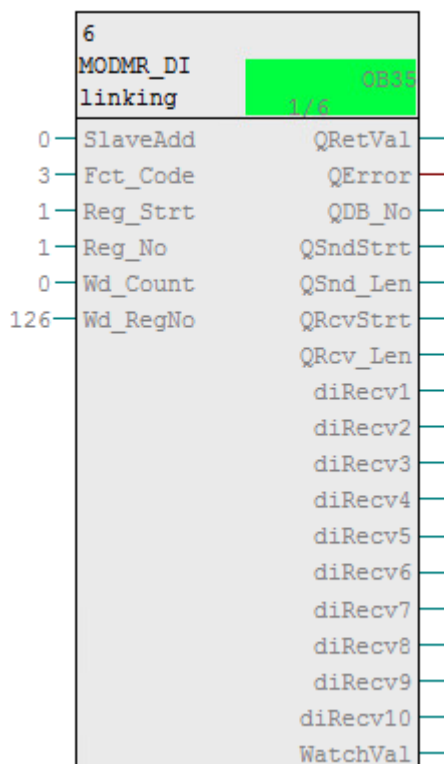 6
MODMR_DI OB35
linking 1/6
0 SlaveAdd QRetVal
3 Fct_Code QError
1 Reg_Strt QDB_No
1 Reg_No QSndStrt
0 Wd_Count QSnd_Len
126 Wd_RegNo QRcvStrt
QRcv_Len
diRecv1
diRecv2
diRecv3
diRecv4
diRecv5
diRecv6
diRecv7
diRecv8
diRecv9
diRecv10
WatchVal